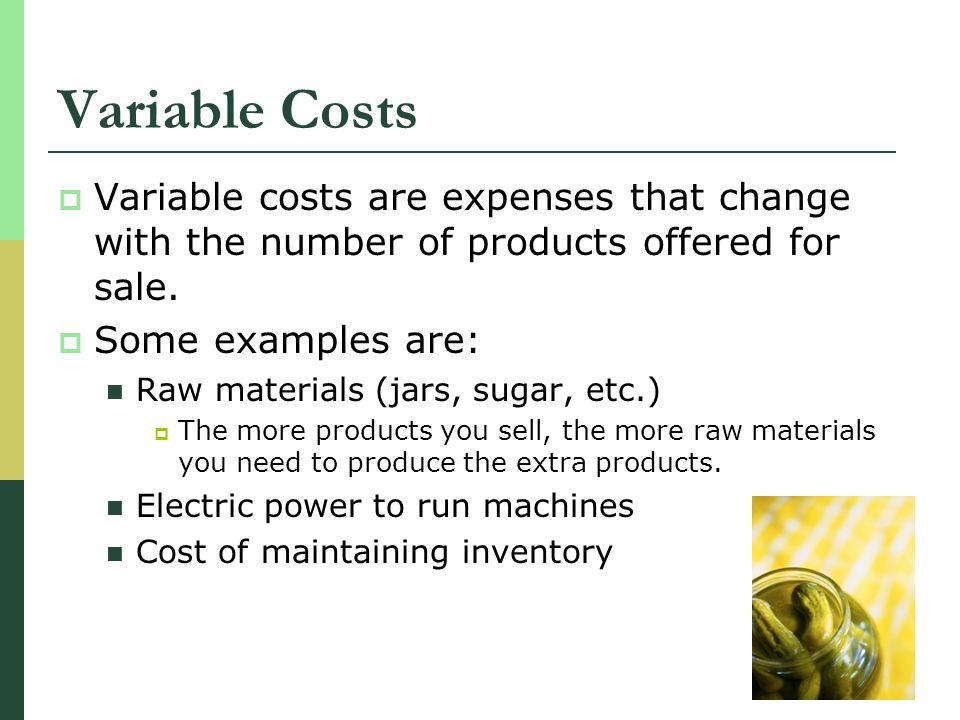 Variable Costs
Variable costs are expenses that change
with the number of products offered for
sale.
Some examples are:
Raw materials (jars, sugar, etc.)
The more products you sell, the more raw materials
you need to produce the extra products.
Electric power to run machines
Cost of maintaining inventory